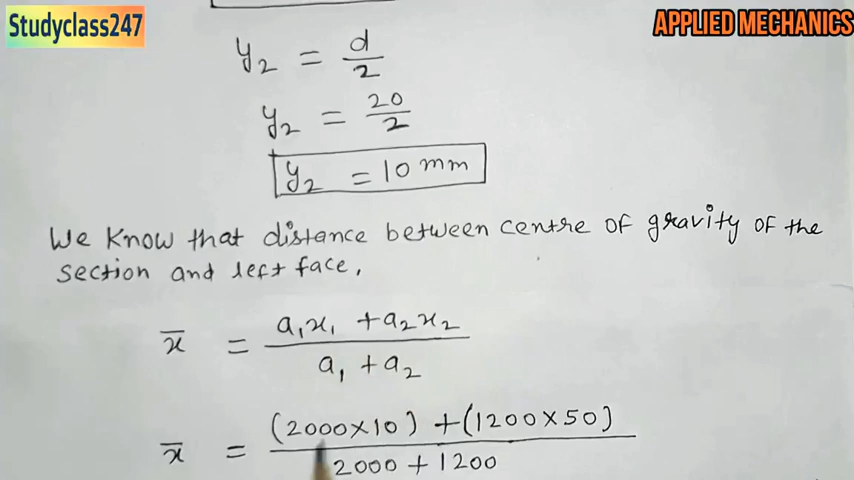 Studyclass247
APPLIED MECHANICS
y₂ = d/2
y₂ = 20/2
y₂ = 10 mm
We know that distance between centre of gravity of the
section and left face,
x̄ = (a₁x₁ + a₂x₂)/(a₁ + a₂)
x̄ = ((2000×10) + (1200×50))/(2000 + 1200)